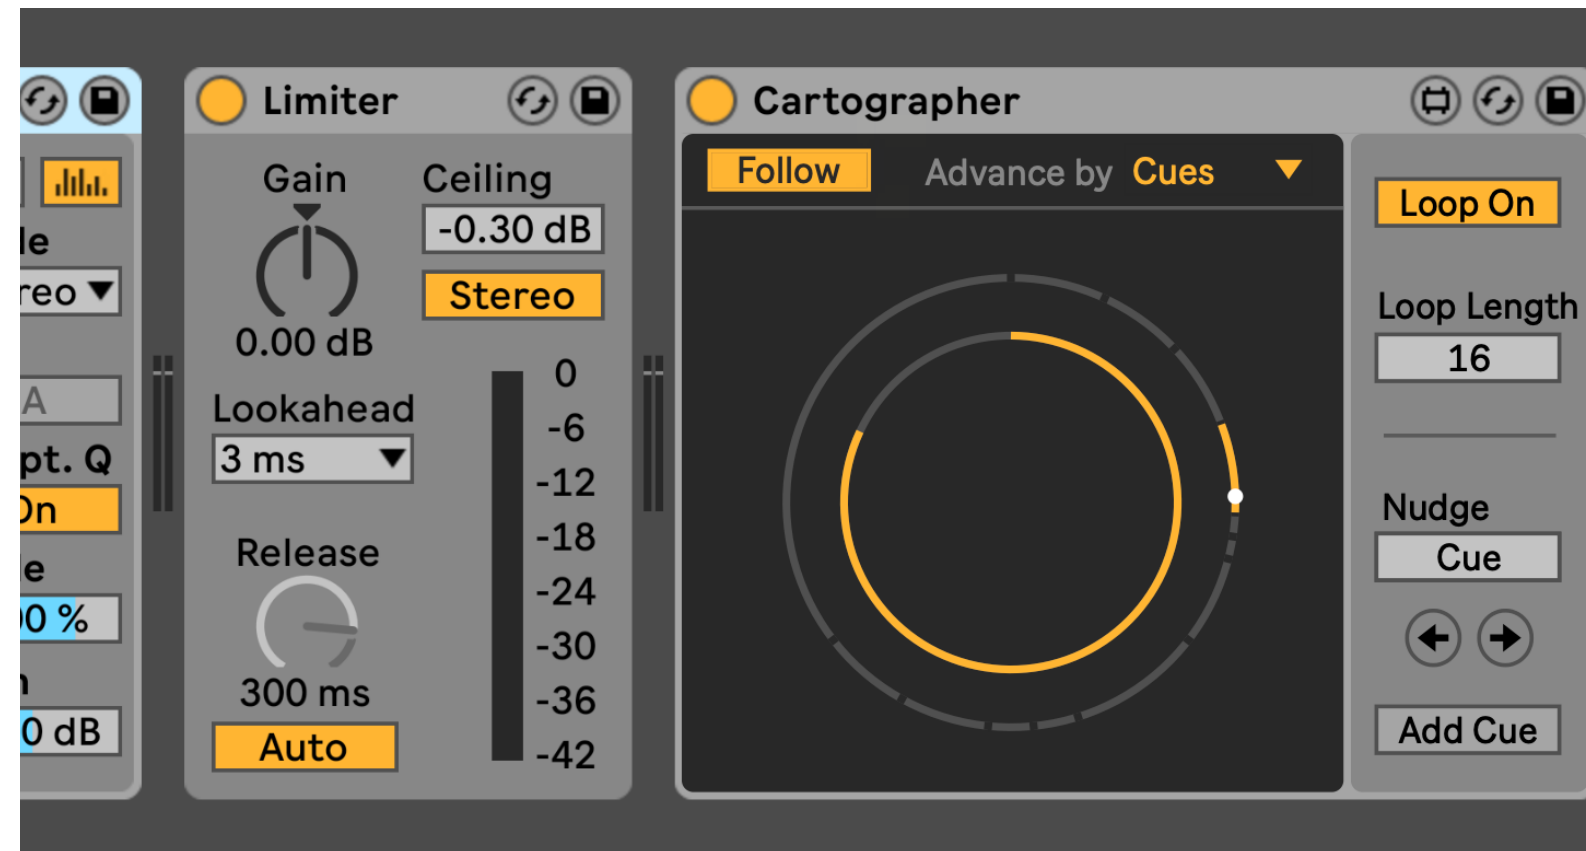 Limiter
Gain
0.00 dB
Ceiling
-0.30 dB
Stereo
Lookahead
3 ms
Release
300 ms
Auto
0
-6
-12
-18
-24
-30
-36
-42
Cartographer
Follow
Advance by Cues
Loop On
Loop Length
16
Nudge
Cue
Add Cue
A
pt. Q
On
0 %
0 dB